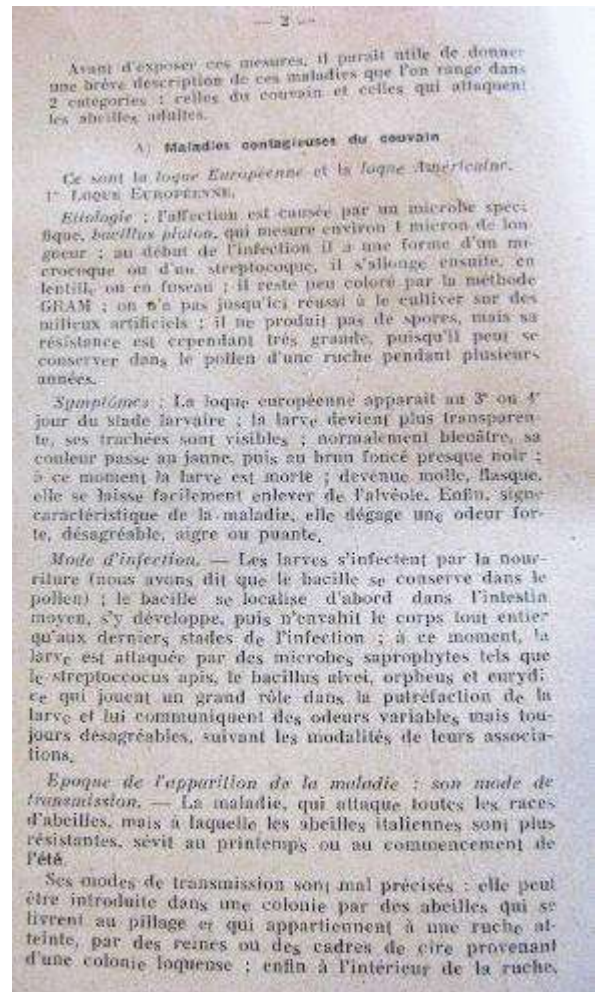 — 2 —
Avant d'exposer ces mesures, il parait utile de donner
une brève description de ces maladies que l'on range dans
2 catégories : celles du couvain et celles qui attaquent
les abeilles adultes.
A) Maladies contagieuses du couvain
Ce sont la loque Européenne et la loque Américaine.
1° LOQUE EUROPÉENNE.
Etiologie : l'affection est causée par un microbe spéci-
fique, bacillus pluton, qui mesure environ 1 micron de lon
gueur ; au début de l'infection il a une forme d'un mi-
crocoque ou d'un streptocoque, il s'allonge ensuite, en
lentille ou en fuseau ; il reste peu coloré par la méthode
GRAM ; on n'a pas jusqu'ici réussi à le cultiver sur des
milieux artificiels ; il ne produit pas de spores, mais sa
résistance est cependant très grande, puisqu'il peut se
conserver dans le pollen d'une ruche pendant plusieurs
années.
Symptômes : La loque européenne apparait au 3e ou 4e
jour du stade larvaire ; la larve devient plus transparen-
te, ses trachées sont visibles ; normalement bleuâtre, sa
couleur passe au jaune, puis au brun foncé presque noir ;
à ce moment la larve est morte ; devenue molle, flasque,
elle se laisse facilement enlever de l'alvéole. Enfin, signe
caractéristique de la maladie, elle dégage une odeur for-
te, désagréable, aigre ou puante.
Mode d'infection. — Les larves s'infectent par la nour-
riture (nous avons dit que le bacille se conserve dans le
pollen) ; le bacille se localise d'abord dans l'intestin
moyen, s'y développe, puis n'envahit le corps tout entier
qu'aux derniers stades de l'infection ; à ce moment, la
larve est attaquée par des microbes saprophytes tels que
le streptococcus apis, le bacillus alvei, orpheus et eurydi
ce qui jouent un grand rôle dans la putréfaction de la
larve et lui communiquent des odeurs variables mais tou-
jours désagréables, suivant les modalités de leurs associa-
tions.
Epoque de l'apparition de la maladie : son mode de
transmission. — La maladie, qui attaque toutes les races
d'abeilles, mais à laquelle les abeilles italiennes sont plus
résistantes, sévit au printemps ou au commencement de
l'été.
Ses modes de transmission sont mal précisés : elle peut
être introduite dans une colonie par des abeilles qui se
livrent au pillage et qui appartiennent à une ruche at-
teinte, par des reines ou des cadres de cire provenant
d'une colonie loqueuse ; enfin à l'intérieur de la ruche,